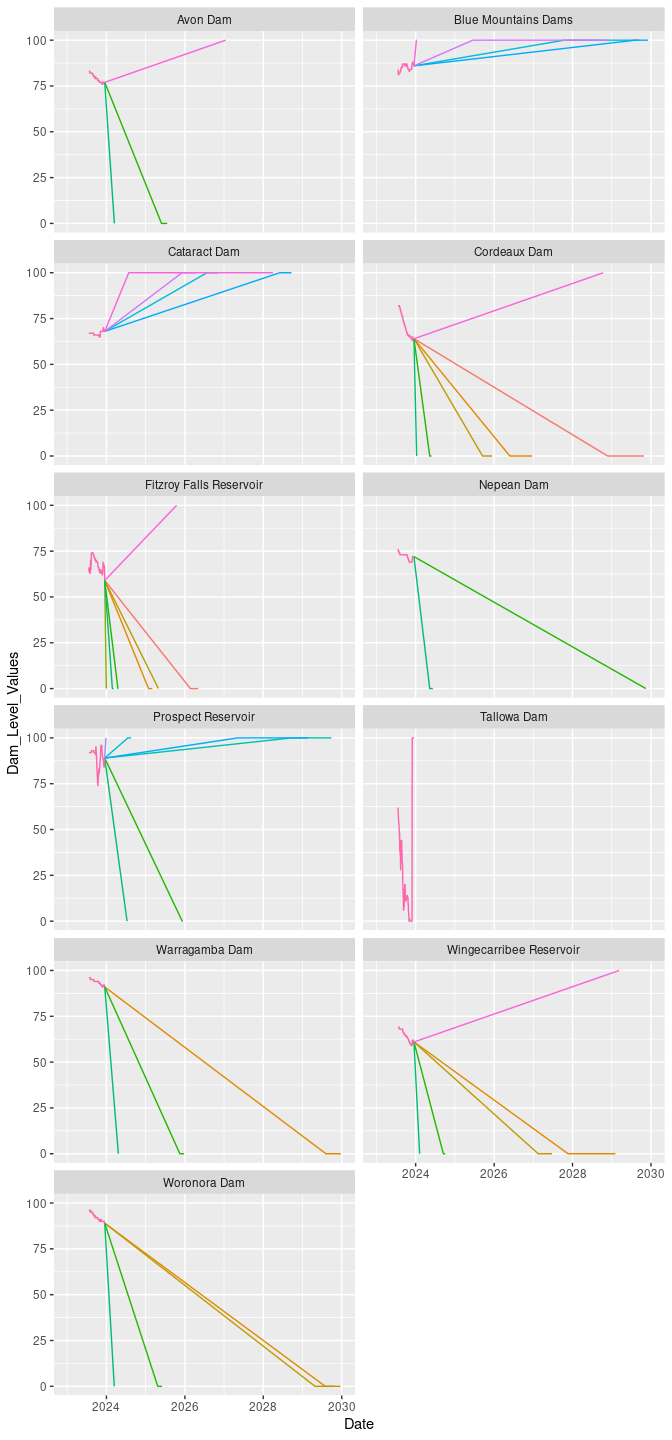 Avon Dam
Blue Mountains Dams
100
75
50
25
0
Cataract Dam
Cordeaux Dam
100
75
50
25
0
Fitzroy Falls Reservoir
Nepean Dam
100
75
50
25
0
Dam_Level_Values
Prospect Reservoir
Tallowa Dam
100
75
50
25
0
Warragamba Dam
Wingecarribee Reservoir
100
75
50
25
0
2024 2026 2028 2030
Woronora Dam
100
75
50
25
0
2024 2026 2028 2030
Date